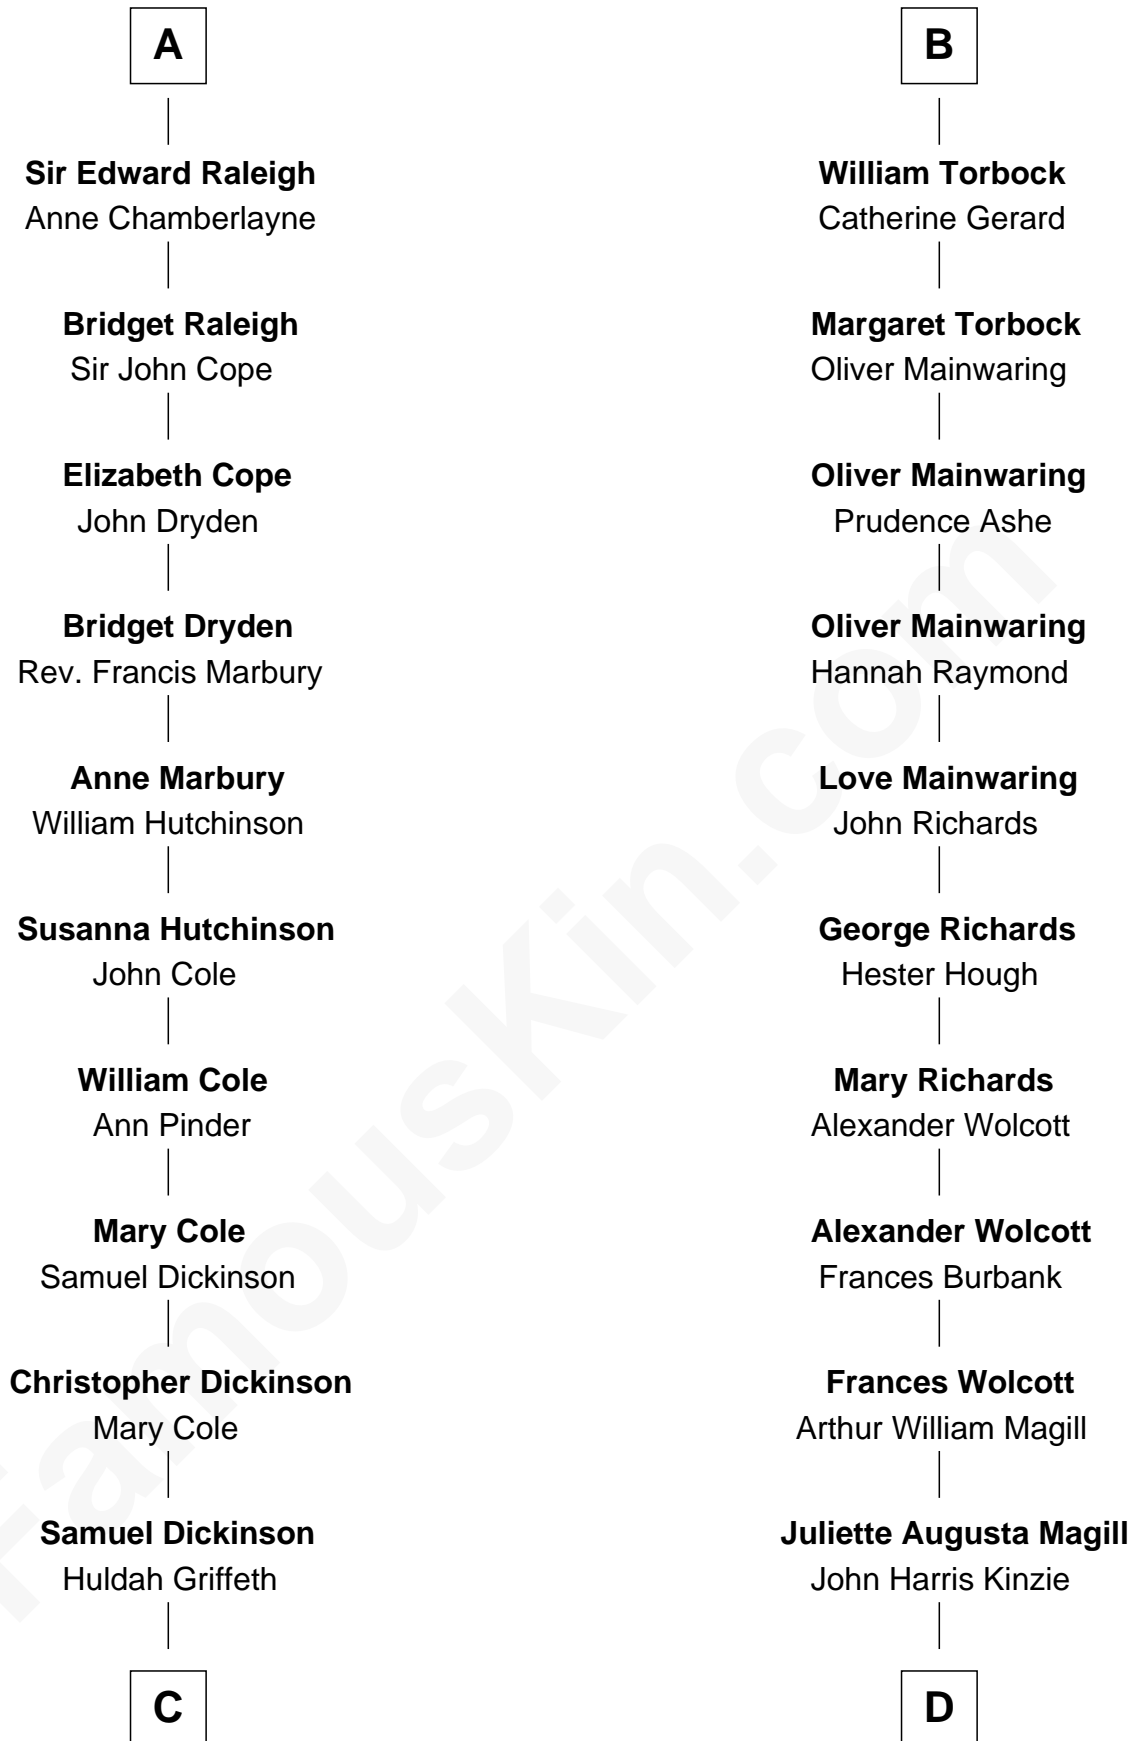 A
Sir Edward Raleigh
Anne Chamberlayne
Bridget Raleigh
Sir John Cope
Elizabeth Cope
John Dryden
Bridget Dryden
Rev. Francis Marbury
Anne Marbury
William Hutchinson
Susanna Hutchinson
John Cole
William Cole
Ann Pinder
Mary Cole
Samuel Dickinson
Christopher Dickinson
Mary Cole
Samuel Dickinson
Huldah Griffeth
C
B
William Torbock
Catherine Gerard
Margaret Torbock
Oliver Mainwaring
Oliver Mainwaring
Prudence Ashe
Oliver Mainwaring
Hannah Raymond
Love Mainwaring
John Richards
George Richards
Hester Hough
Mary Richards
Alexander Wolcott
Alexander Wolcott
Frances Burbank
Frances Wolcott
Arthur William Magill
Juliette Augusta Magill
John Harris Kinzie
D
FamousKin.com